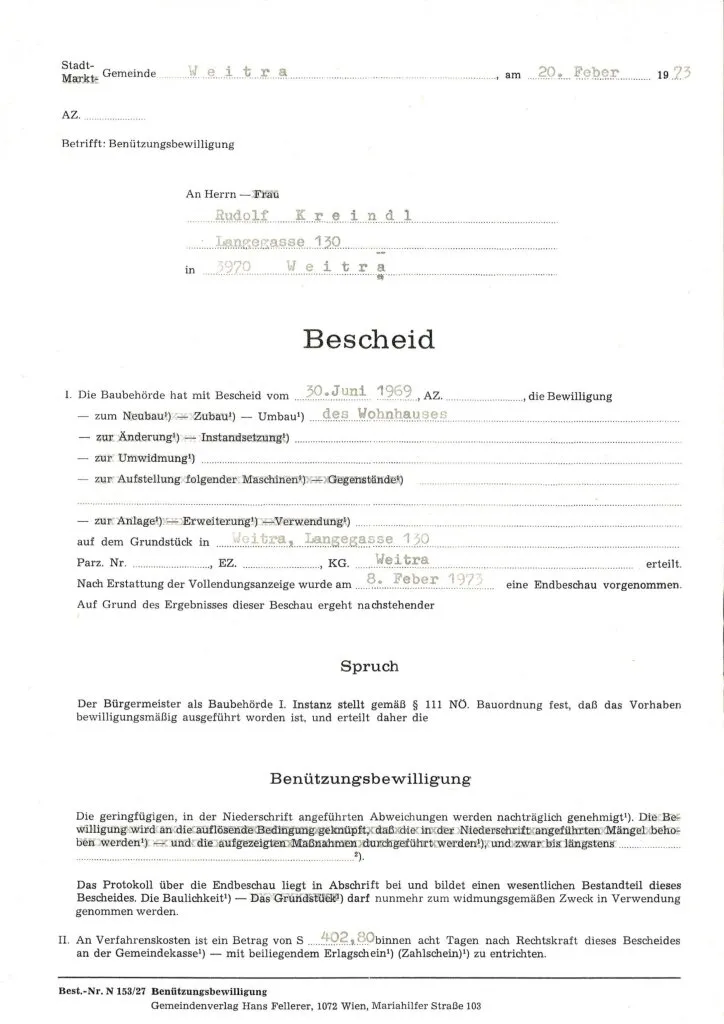 Stadt-
Markt- Gemeinde Weitra, am 20. Feber 1973
AZ.
Betrifft: Benützungsbewilligung
An Herrn — Frau
Rudolf Kreindl
Langegasse 130
in 3970 Weitra
Bescheid
I. Die Baubehörde hat mit Bescheid vom 30.Juni 1969, AZ. , die Bewilligung
— zum Neubau¹) — Zubau¹) — Umbau¹) des Wohnhauses
— zur Änderung¹) — Instandsetzung¹)
— zur Umwidmung¹)
— zur Aufstellung folgender Maschinen¹) — Gegenstände¹)
— zur Anlage¹) — Erweiterung¹) — Verwendung¹)
auf dem Grundstück in Weitra, Langegasse 130
Parz. Nr. , EZ. , KG. Weitra erteilt.
Nach Erstattung der Vollendungsanzeige wurde am 8. Feber 1973 eine Endbeschau vorgenommen.
Auf Grund des Ergebnisses dieser Beschau ergeht nachstehender
Spruch
Der Bürgermeister als Baubehörde I. Instanz stellt gemäß § 111 NÖ. Bauordnung fest, daß das Vorhaben
bewilligungsmäßig ausgeführt worden ist, und erteilt daher die
Benützungsbewilligung
Die geringfügigen, in der Niederschrift angeführten Abweichungen werden nachträglich genehmigt¹). Die Be-
willigung wird an die auflösende Bedingung geknüpft, daß die in der Niederschrift angeführten Mängel beho-
ben werden¹) — und die aufgezeigten Maßnahmen durchgeführt werden¹), und zwar bis längstens
²).
Das Protokoll über die Endbeschau liegt in Abschrift bei und bildet einen wesentlichen Bestandteil dieses
Bescheides. Die Baulichkeit¹) — Das Grundstück¹) darf nunmehr zum widmungsgemäßen Zweck in Verwendung
genommen werden.
II. An Verfahrenskosten ist ein Betrag von S 402,80 binnen acht Tagen nach Rechtskraft dieses Bescheides
an der Gemeindekasse¹) — mit beiliegendem Erlagschein¹) (Zahlschein)¹) zu entrichten.
Best.-Nr. N 153/27 Benützungsbewilligung
Gemeindenverlag Hans Fellerer, 1072 Wien, Mariahilfer Straße 103